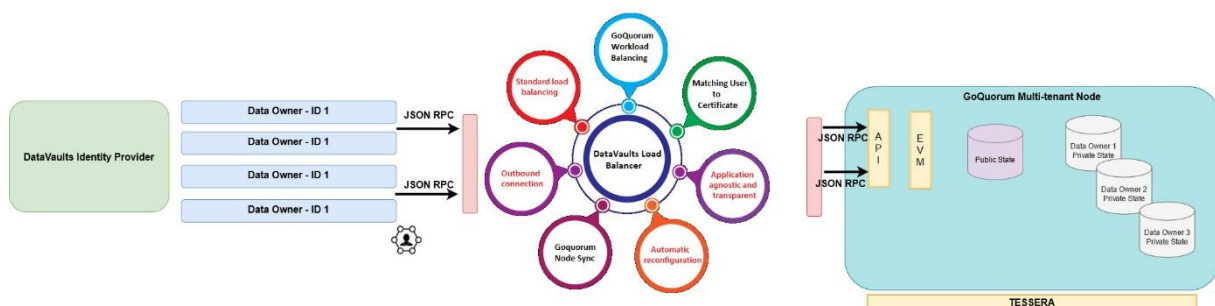 DataVaults Identity Provider
Data Owner - ID 1
Data Owner - ID 1
Data Owner - ID 1
Data Owner - ID 1
JSON RPC
JSON RPC
GoQuorum
Workload
Balancing
Standard load
balancing
Matching User
to
Certificate
DataVaults Load
Balancer
Outbound
connection
Application
agnostic and
transparent
Goquorum
Node Sync
Automatic
reconfiguration
JSON RPC
JSON RPC
GoQuorum Multi-tenant Node
API
EVM
Public State
Data Owner 1
Private State
Data Owner 2
Private State
Data Owner 3
Private State
TESSERA